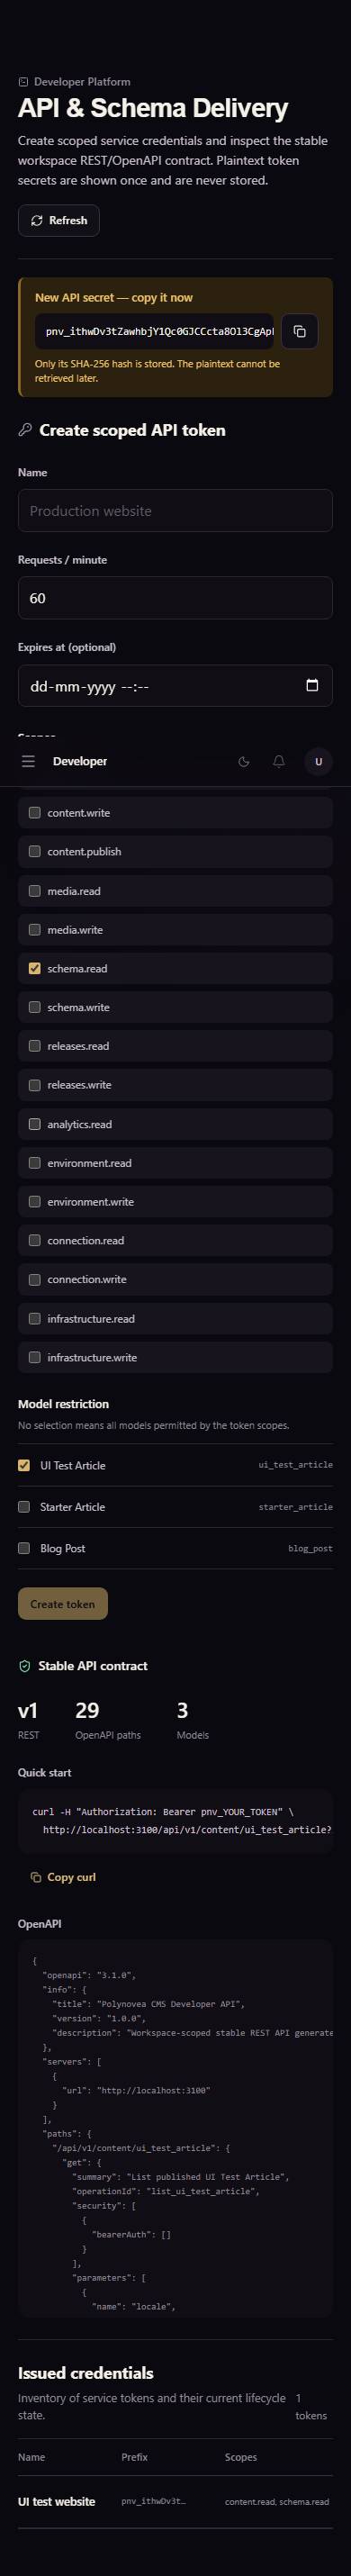 Developer Platform
API & Schema Delivery
Create scoped service credentials and inspect the stable
workspace REST/OpenAPI contract. Plaintext token
secrets are shown once and are never stored.
Refresh
New API secret — copy it now
pnv_ithwDv3tZawhbjY1Qc0GJCCcta8Ol3CgAp
Only its SHA-256 hash is stored. The plaintext cannot be
retrieved later.
Create scoped API token
Name
Production website
Requests / minute
60
Expires at (optional)
dd-mm-yyyy --:--
Developer
U
content.write
content.publish
media.read
media.write
schema.read
schema.write
releases.read
releases.write
analytics.read
environment.read
environment.write
connection.read
connection.write
infrastructure.read
infrastructure.write
Model restriction
No selection means all models permitted by the token scopes.
UI Test Article ui_test_article
Starter Article starter_article
Blog Post blog_post
Create token
Stable API contract
v1 29 3
REST OpenAPI paths Models
Quick start
curl -H "Authorization: Bearer pnv_YOUR_TOKEN" \
http://localhost:3100/api/v1/content/ui_test_article?
Copy curl
OpenAPI
{
"openapi": "3.1.0",
"info": {
"title": "Polynovea CMS Developer API",
"version": "1.0.0",
"description": "Workspace-scoped stable REST API generate
},
"servers": [
{
"url": "http://localhost:3100"
}
],
"paths": {
"/api/v1/content/ui_test_article": {
"get": {
"summary": "List published UI Test Article",
"operationId": "list_ui_test_article",
"security": [
{
"bearerAuth": []
}
],
"parameters": [
{
"name": "locale",
Issued credentials
Inventory of service tokens and their current lifecycle
state.
1
tokens
Name Prefix Scopes
UI test website pnv_ithwDv3t… content.read, schema.read